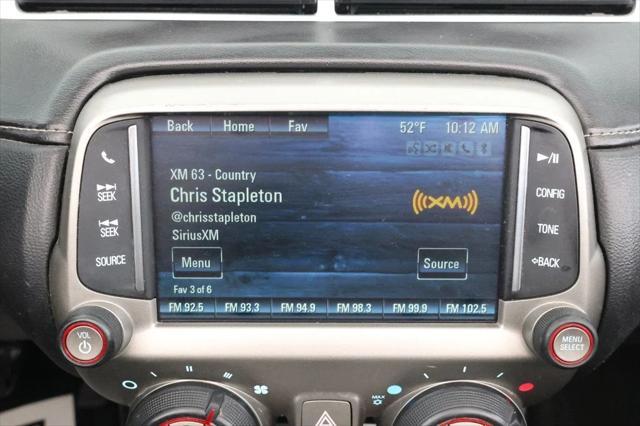 Back Home Fav 52°F 10:12 AM
XM 63 - Country
Chris Stapleton
@chrisstapleton
SiriusXM
((((XM))))
Menu Source
Fav 3 of 6
FM 92.5 FM 93.3 FM 94.9 FM 98.3 FM 99.9 FM 102.5
SEEK
SEEK
SOURCE
CONFIG
TONE
BACK
VOL
MENU
SELECT
MAX